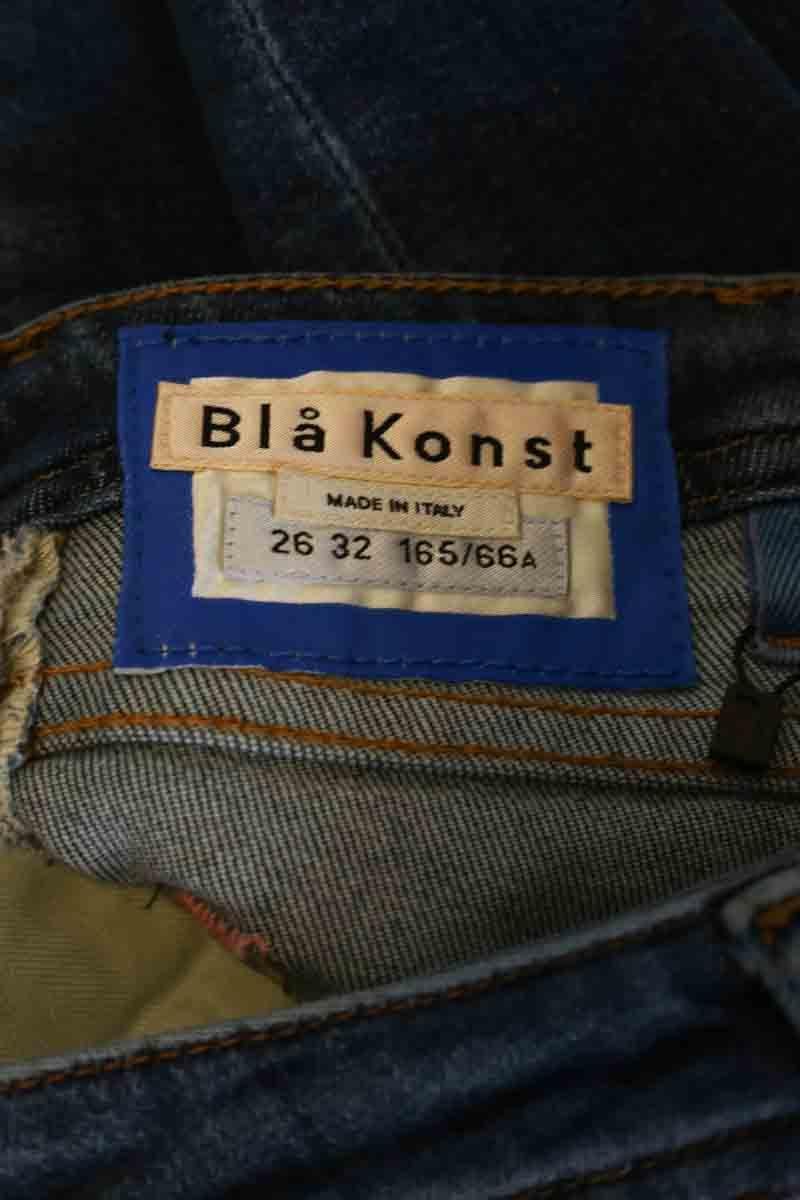 Blå Konst
MADE IN ITALY
26 32 165/66A